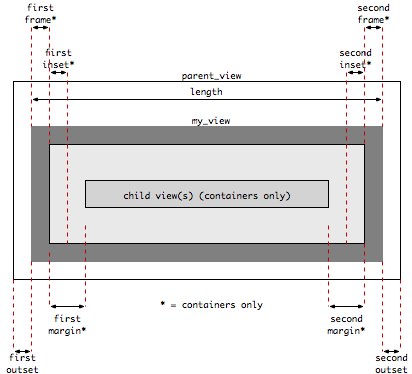 first
frame*
second
frame*
first
inset*
second
inset*
parent_view
length
my_view
child view(s) (containers only)
* = containers only
first
margin*
second
margin*
first
outset
second
outset